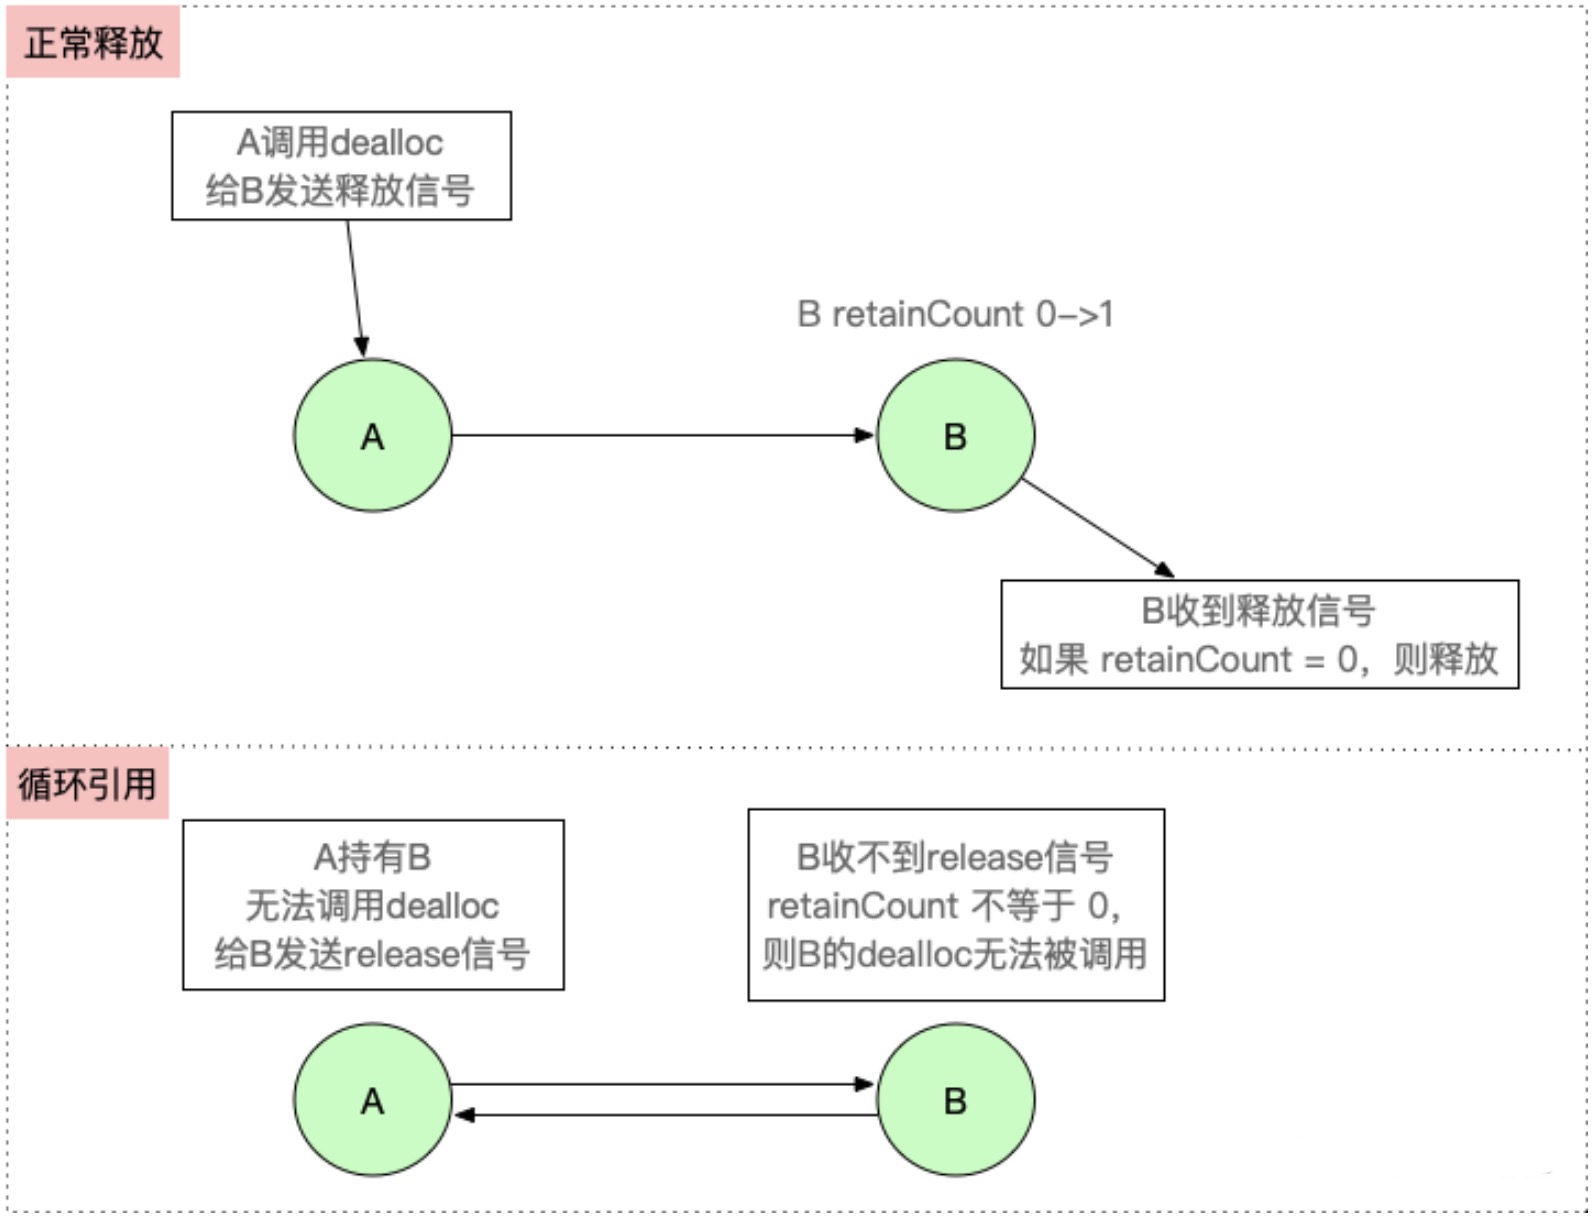 正常释放
A调用dealloc
给B发送释放信号
B retainCount 0–>1
A
B
B收到释放信号
如果 retainCount = 0，则释放
循环引用
A持有B
无法调用dealloc
给B发送release信号
B收不到release信号
retainCount 不等于 0，
则B的dealloc无法被调用
A
B